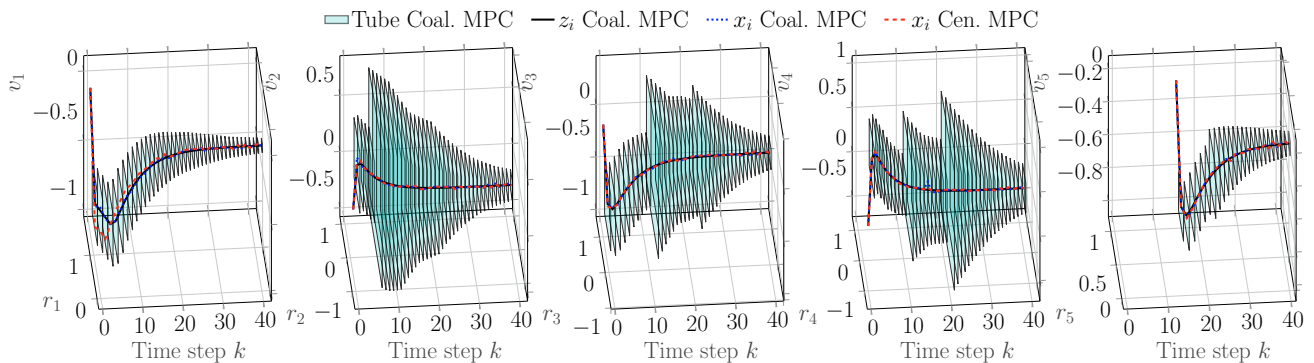 Tube Coal. MPC z_i Coal. MPC x_i Coal. MPC x_i Cen. MPC
v_1 0 −0.5 −1 1 0 r_1 0 10 20 30 40 Time step k
v_2 0.5 0 −0.5 1 0 −1 r_2 0 10 20 30 40 Time step k
v_3 0 −0.5 −1 1 0 −1 r_3 0 10 20 30 40 Time step k
v_4 1 0.5 0 −0.5 1 0 −1 r_4 0 10 20 30 40 Time step k
v_5 0 −0.2 −0.4 −0.6 −0.8 1 0.5 0 r_5 0 10 20 30 40 Time step k